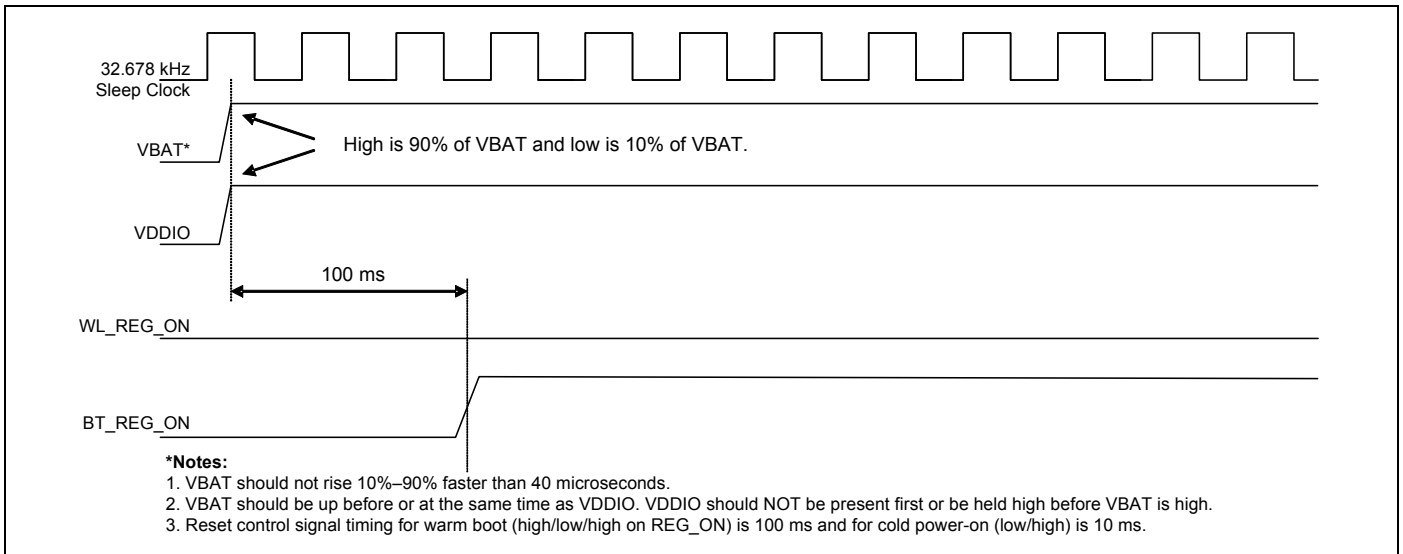 32.678 kHz
Sleep Clock
VBAT*
High is 90% of VBAT and low is 10% of VBAT.
VDDIO
100 ms
WL_REG_ON
BT_REG_ON
*Notes:
1. VBAT should not rise 10%–90% faster than 40 microseconds.
2. VBAT should be up before or at the same time as VDDIO. VDDIO should NOT be present first or be held high before VBAT is high.
3. Reset control signal timing for warm boot (high/low/high on REG_ON) is 100 ms and for cold power-on (low/high) is 10 ms.